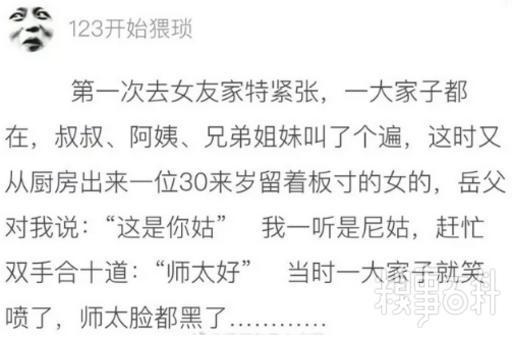 123开始猥琐
第一次去女友家特紧张，一大家子都
在，叔叔、阿姨、兄弟姐妹叫了个遍，这时又
从厨房出来一位30来岁留着板寸的女的，岳父
对我说：“这是你姑” 我一听是尼姑，赶忙
双手合十道：“师太好” 当时一大家子就笑
喷了，师太脸都黑了…………
糗事百科